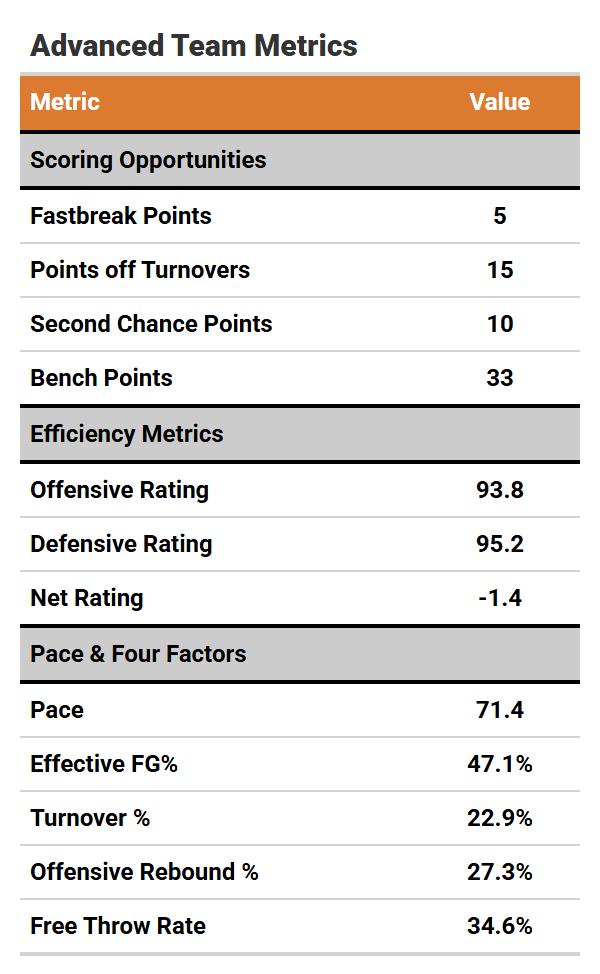 Advanced Team Metrics
Metric Value
Scoring Opportunities
Fastbreak Points 5
Points off Turnovers 15
Second Chance Points 10
Bench Points 33
Efficiency Metrics
Offensive Rating 93.8
Defensive Rating 95.2
Net Rating -1.4
Pace & Four Factors
Pace 71.4
Effective FG% 47.1%
Turnover % 22.9%
Offensive Rebound % 27.3%
Free Throw Rate 34.6%